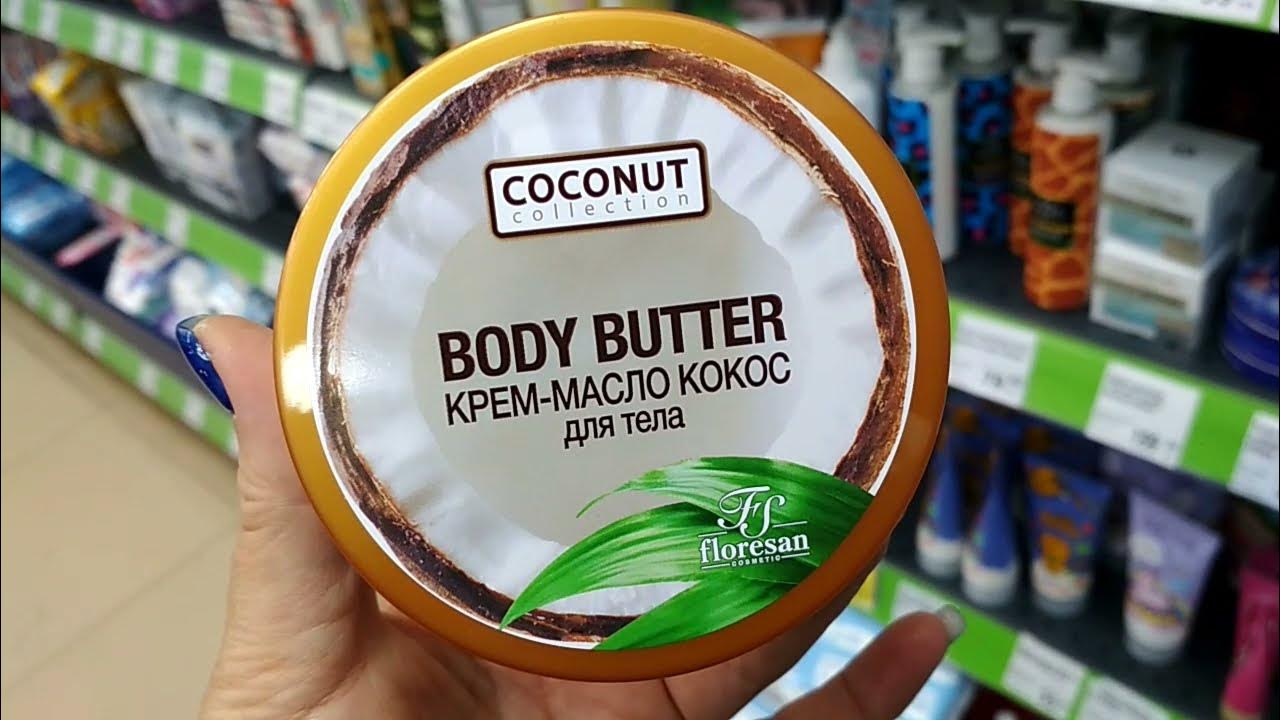 COCONUT
collection
BODY BUTTER
КРЕМ-МАСЛО КОКОС
для тела
FS
floresan
COSMETIC